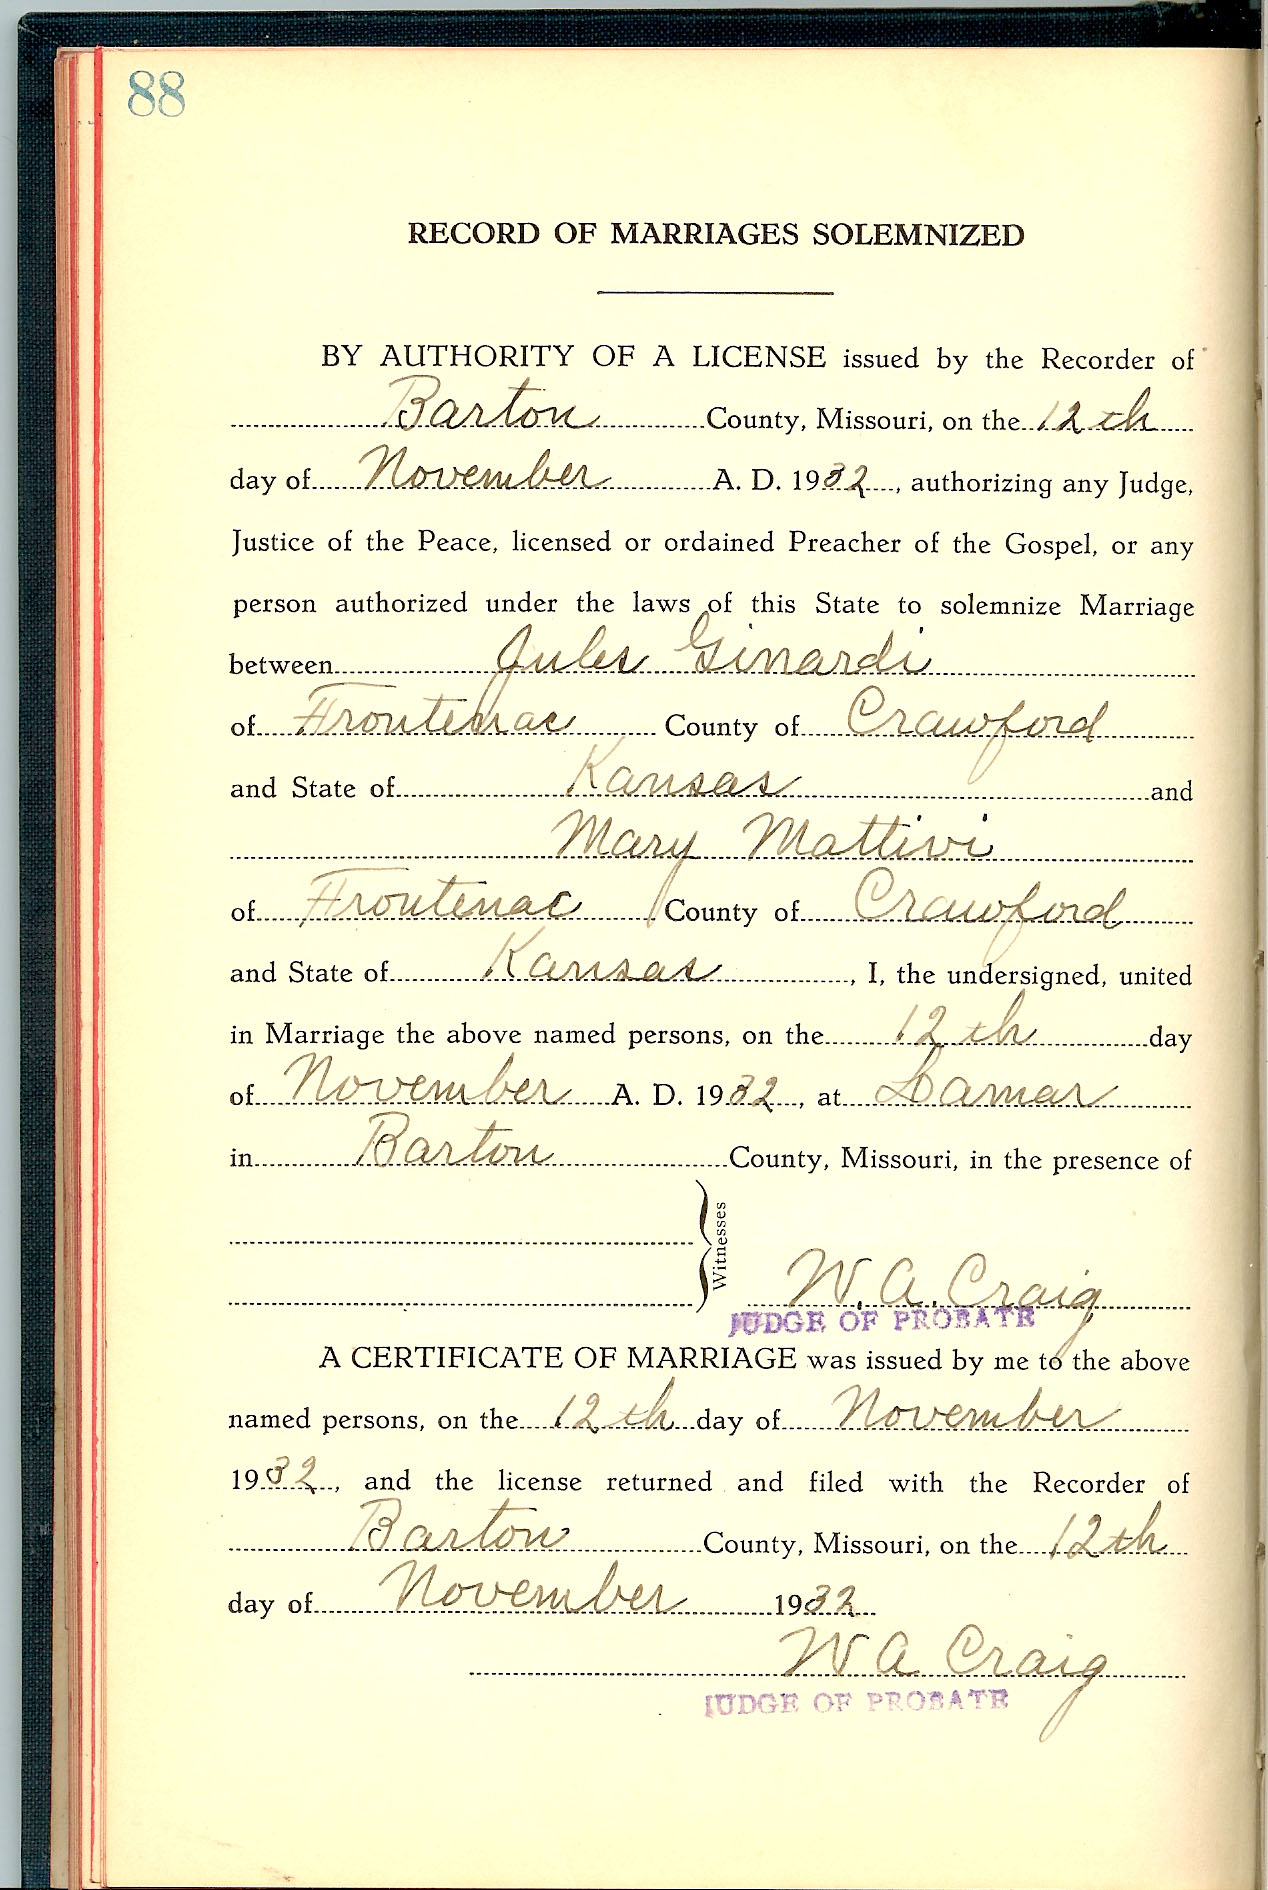 88
RECORD OF MARRIAGES SOLEMNIZED
BY AUTHORITY OF A LICENSE issued by the Recorder of
Barton County, Missouri, on the 12th
day of November A. D. 1932, authorizing any Judge,
Justice of the Peace, licensed or ordained Preacher of the Gospel, or any
person authorized under the laws of this State to solemnize Marriage
between Jules Ginardi
of Frontenac County of Crawford
and State of Kansas and
Mary Mattivi
of Frontenac County of Crawford
and State of Kansas, I, the undersigned, united
in Marriage the above named persons, on the 12th day
of November A. D. 1932, at Lamar
in Barton County, Missouri, in the presence of
Witnesses
W. A. Craig
JUDGE OF PROBATE
A CERTIFICATE OF MARRIAGE was issued by me to the above
named persons, on the 12th day of November
1932, and the license returned and filed with the Recorder of
Barton County, Missouri, on the 12th
day of November 1932
W A Craig
JUDGE OF PROBATE